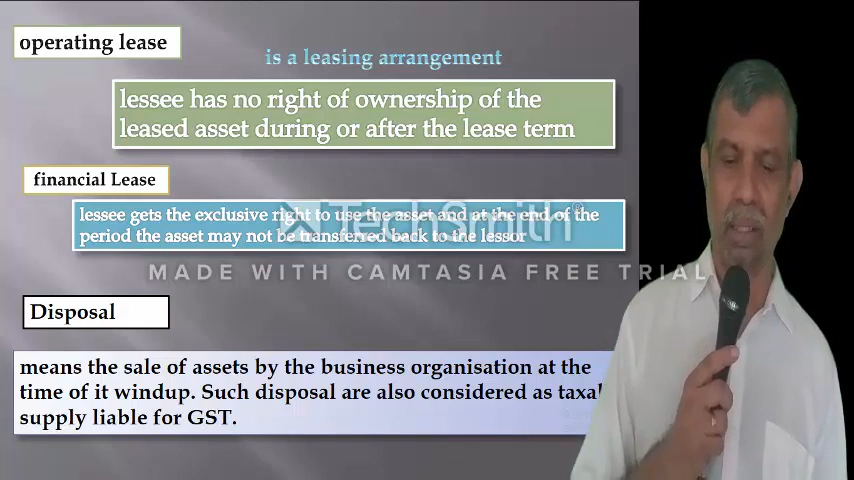 operating lease
is a leasing arrangement
lessee has no right of ownership of the
leased asset during or after the lease term
financial Lease
lessee gets the exclusive right to use the asset and at the end of the
period the asset may not be transferred back to the lessor
TechSmith®
MADE WITH CAMTASIA FREE TRIAL
Disposal
means the sale of assets by the business organisation at the
time of it windup. Such disposal are also considered as
supply liable for GST.